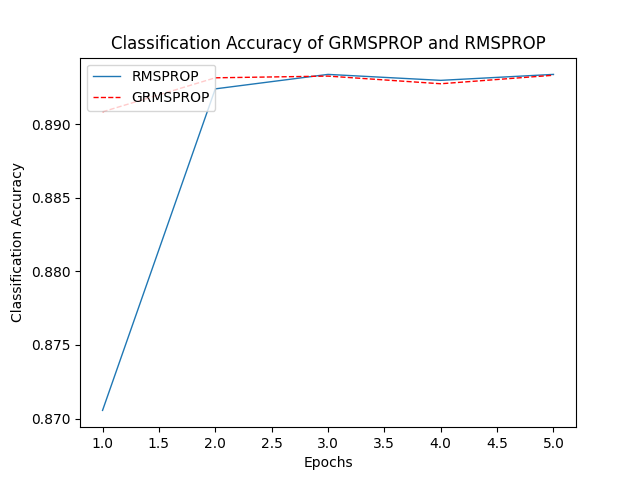 Classification Accuracy of GRMSPROP and RMSPROP
RMSPROP
GRMSPROP
0.890
0.885
0.880
0.875
0.870
Classification Accuracy
1.0 1.5 2.0 2.5 3.0 3.5 4.0 4.5 5.0
Epochs